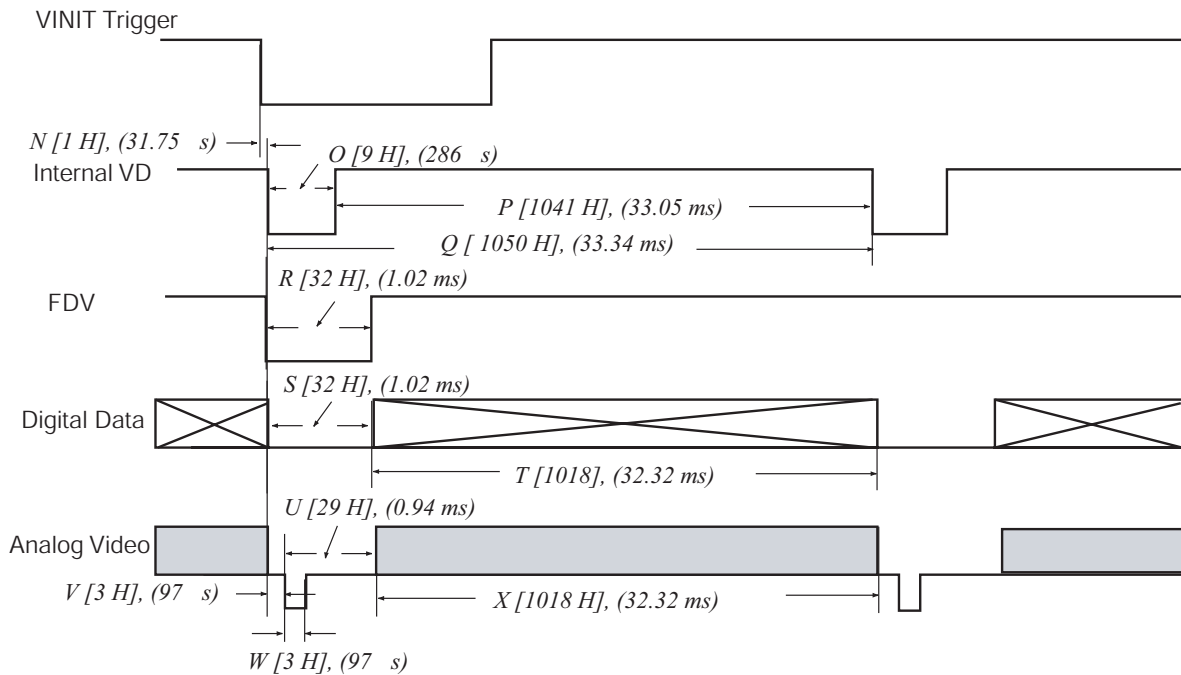 VINIT Trigger
N [1 H], (31.75 s)
O [9 H], (286 s)
Internal VD
P [1041 H], (33.05 ms)
Q [ 1050 H], (33.34 ms)
R [32 H], (1.02 ms)
FDV
S [32 H], (1.02 ms)
Digital Data
T [1018], (32.32 ms)
U [29 H], (0.94 ms)
Analog Video
V [3 H], (97 s)
X [1018 H], (32.32 ms)
W [3 H], (97 s)